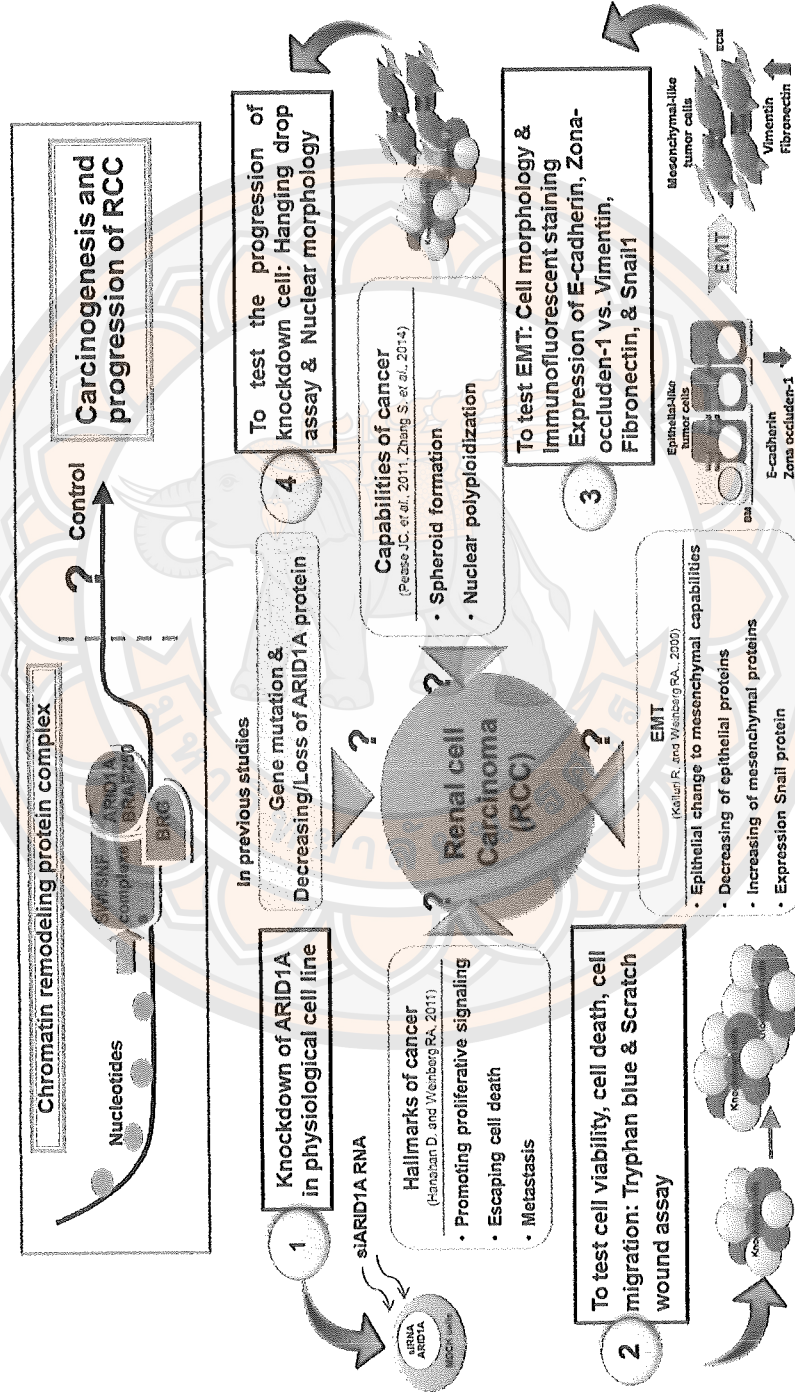 Chromatin remodeling protein complex
Nucleotides
SWI/SNF
complexe
s
ARID1A
BRAF250
BRG
?
Control
Carcinogenesis and
progression of RCC
1
Knockdown of ARID1A
in physiological cell line
siARID1A RNA
siRNA
ARID1A
MDCK cells
In previous studies
Gene mutation &
Decreasing/Loss of ARID1A protein
4
To test the progression of
knockdown cell: Hanging drop
assay & Nuclear morphology
Hallmarks of cancer
(Hanahan D. and Weinberg RA, 2011)
• Promoting proliferative signaling
• Escaping cell death
• Metastasis
?
?
?
?
Renal cell
Carcinoma
(RCC)
Capabilities of cancer
(Pease JC, et al., 2011, Zhang S. et al., 2014)
• Spheroid formation
• Nuclear polyploidization
2
To test cell viability, cell death, cell
migration: Tryphan blue & Scratch
wound assay
EMT
(Kalluri R. and Weinberg RA., 2009)
• Epithelial change to mesenchymal capabilities
• Decreasing of epithelial proteins
• Increasing of mesenchymal proteins
• Expression Snail protein
3
To test EMT: Cell morphology &
Immunofluorescent staining
Expression of E-cadherin, Zona-
occluden-1 vs. Vimentin,
Fibronectin, & Snail1
Epithelial-like
tumor cells
BM
E-cadherin
Zona occluden-1
EMT
Mesenchymal-like
tumor cells
ECM
Vimentin
Fibronectin